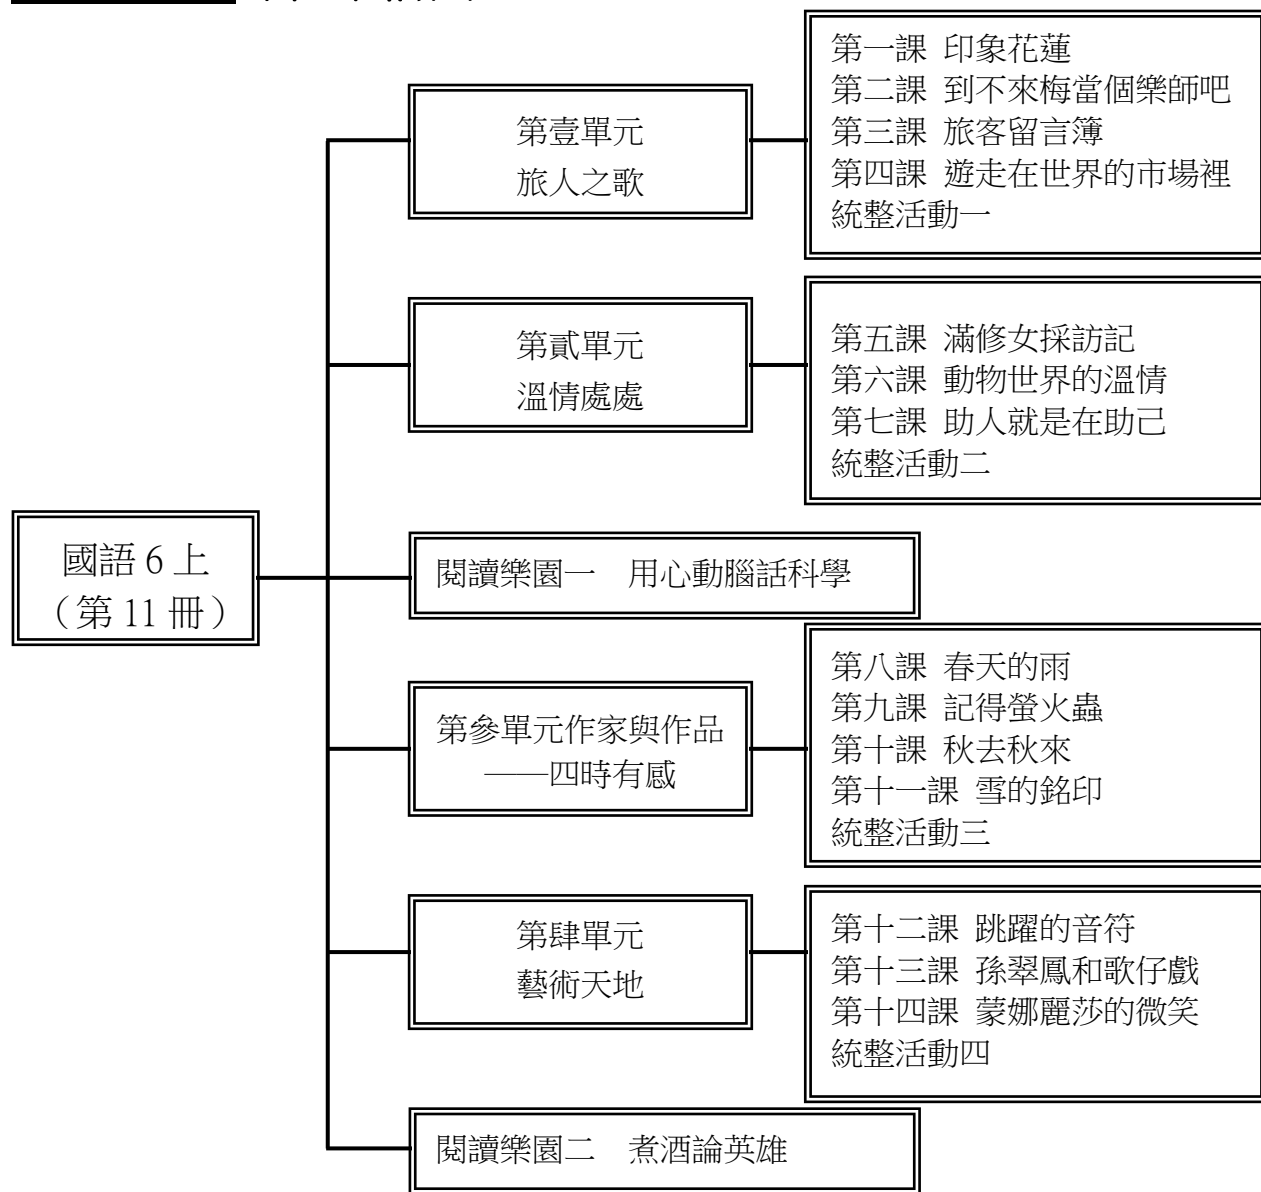 第一課 印象花蓮
第二課 到不來梅當個樂師吧
第三課 旅客留言簿
第四課 遊走在世界的市場裡
統整活動一
第壹單元
旅人之歌
第五課 滿修女採訪記
第六課 動物世界的溫情
第七課 助人就是在助己
統整活動二
第貳單元
溫情處處
國語 6 上
（第 11 冊）
閱讀樂園一 用心動腦話科學
第八課 春天的雨
第九課 記得螢火蟲
第十課 秋去秋來
第十一課 雪的銘印
統整活動三
第參單元作家與作品
——四時有感
第十二課 跳躍的音符
第十三課 孫翠鳳和歌仔戲
第十四課 蒙娜麗莎的微笑
統整活動四
第肆單元
藝術天地
閱讀樂園二 煮酒論英雄